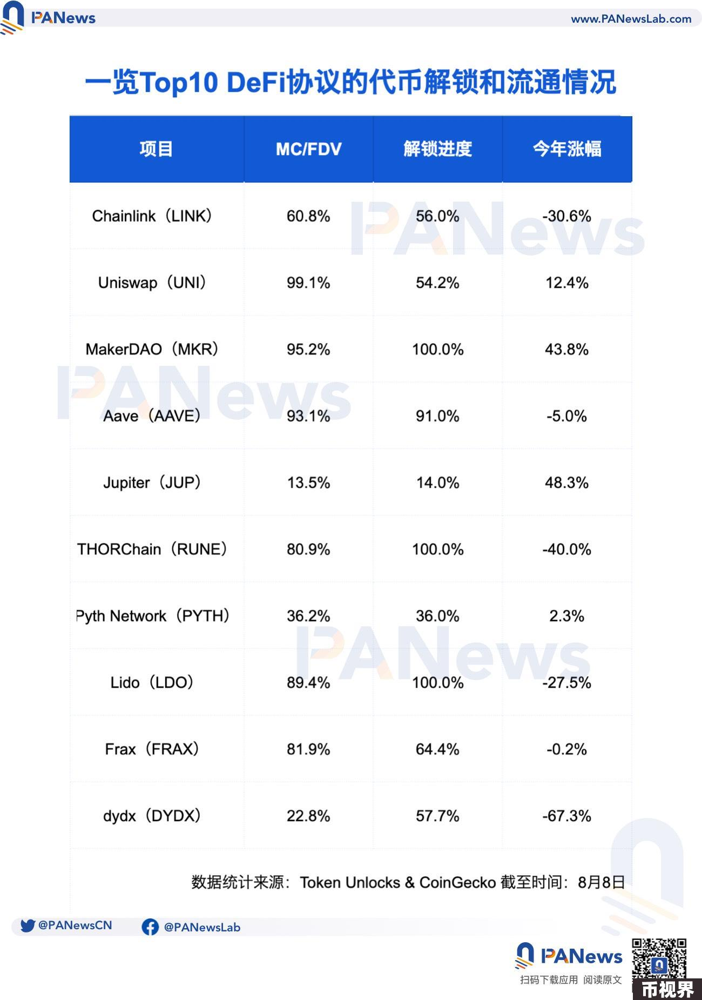 PANews
www.PANewsLab.com
一览Top10 DeFi协议的代币解锁和流通情况
项目 MC/FDV 解锁进度 今年涨幅
Chainlink（LINK） 60.8% 56.0% -30.6%
Uniswap（UNI） 99.1% 54.2% 12.4%
MakerDAO（MKR） 95.2% 100.0% 43.8%
Aave（AAVE） 93.1% 91.0% -5.0%
Jupiter（JUP） 13.5% 14.0% 48.3%
THORChain（RUNE） 80.9% 100.0% -40.0%
Pyth Network（PYTH） 36.2% 36.0% 2.3%
Lido（LDO） 89.4% 100.0% -27.5%
Frax（FRAX） 81.9% 64.4% -0.2%
dydx（DYDX） 22.8% 57.7% -67.3%
PANews
PANews
PANews
数据统计来源：Token Unlocks & CoinGecko 截至时间：8月8日
@PANewsCN @PANewsLab
PANews
扫码下载应用 阅读原文
币视界